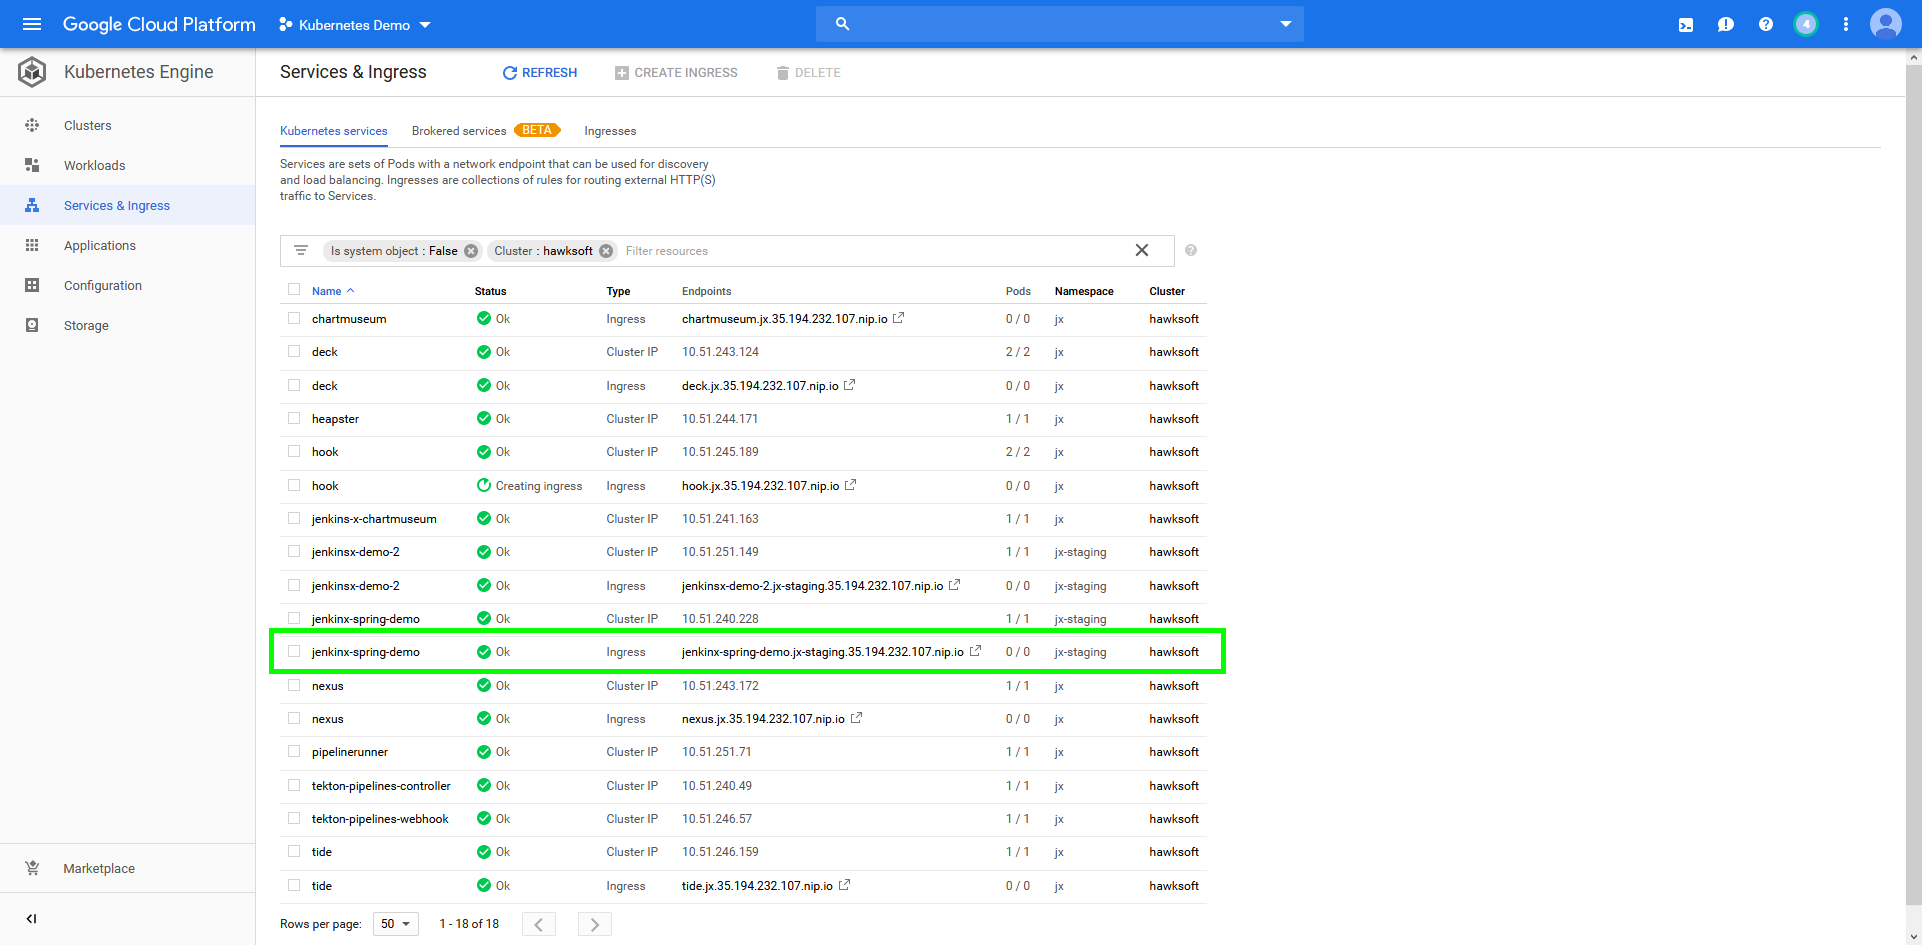 Google Cloud Platform Kubernetes Demo 4
Kubernetes Engine
Services & Ingress REFRESH CREATE INGRESS DELETE
Clusters
Workloads
Services & Ingress
Applications
Configuration
Storage
Marketplace
Kubernetes services Brokered services BETA Ingresses
Services are sets of Pods with a network endpoint that can be used for discovery
and load balancing. Ingresses are collections of rules for routing external HTTP(S)
traffic to Services.
Is system object : False Cluster : hawksoft Filter resources
Name Status Type Endpoints Pods Namespace Cluster
chartmuseum Ok Ingress chartmuseum.jx.35.194.232.107.nip.io 0 / 0 jx hawksoft
deck Ok Cluster IP 10.51.243.124 2 / 2 jx hawksoft
deck Ok Ingress deck.jx.35.194.232.107.nip.io 0 / 0 jx hawksoft
heapster Ok Cluster IP 10.51.244.171 1 / 1 jx hawksoft
hook Ok Cluster IP 10.51.245.189 2 / 2 jx hawksoft
hook Creating ingress Ingress hook.jx.35.194.232.107.nip.io 0 / 0 jx hawksoft
jenkins-x-chartmuseum Ok Cluster IP 10.51.241.163 1 / 1 jx hawksoft
jenkinsx-demo-2 Ok Cluster IP 10.51.251.149 1 / 1 jx-staging hawksoft
jenkinsx-demo-2 Ok Ingress jenkinsx-demo-2.jx-staging.35.194.232.107.nip.io 0 / 0 jx-staging hawksoft
jenkinx-spring-demo Ok Cluster IP 10.51.240.228 1 / 1 jx-staging hawksoft
jenkinx-spring-demo Ok Ingress jenkinx-spring-demo.jx-staging.35.194.232.107.nip.io 0 / 0 jx-staging hawksoft
nexus Ok Cluster IP 10.51.243.172 1 / 1 jx hawksoft
nexus Ok Ingress nexus.jx.35.194.232.107.nip.io 0 / 0 jx hawksoft
pipelinerunner Ok Cluster IP 10.51.251.71 1 / 1 jx hawksoft
tekton-pipelines-controller Ok Cluster IP 10.51.240.49 1 / 1 jx hawksoft
tekton-pipelines-webhook Ok Cluster IP 10.51.246.57 1 / 1 jx hawksoft
tide Ok Cluster IP 10.51.246.159 1 / 1 jx hawksoft
tide Ok Ingress tide.jx.35.194.232.107.nip.io 0 / 0 jx hawksoft
Rows per page: 50 1 - 18 of 18